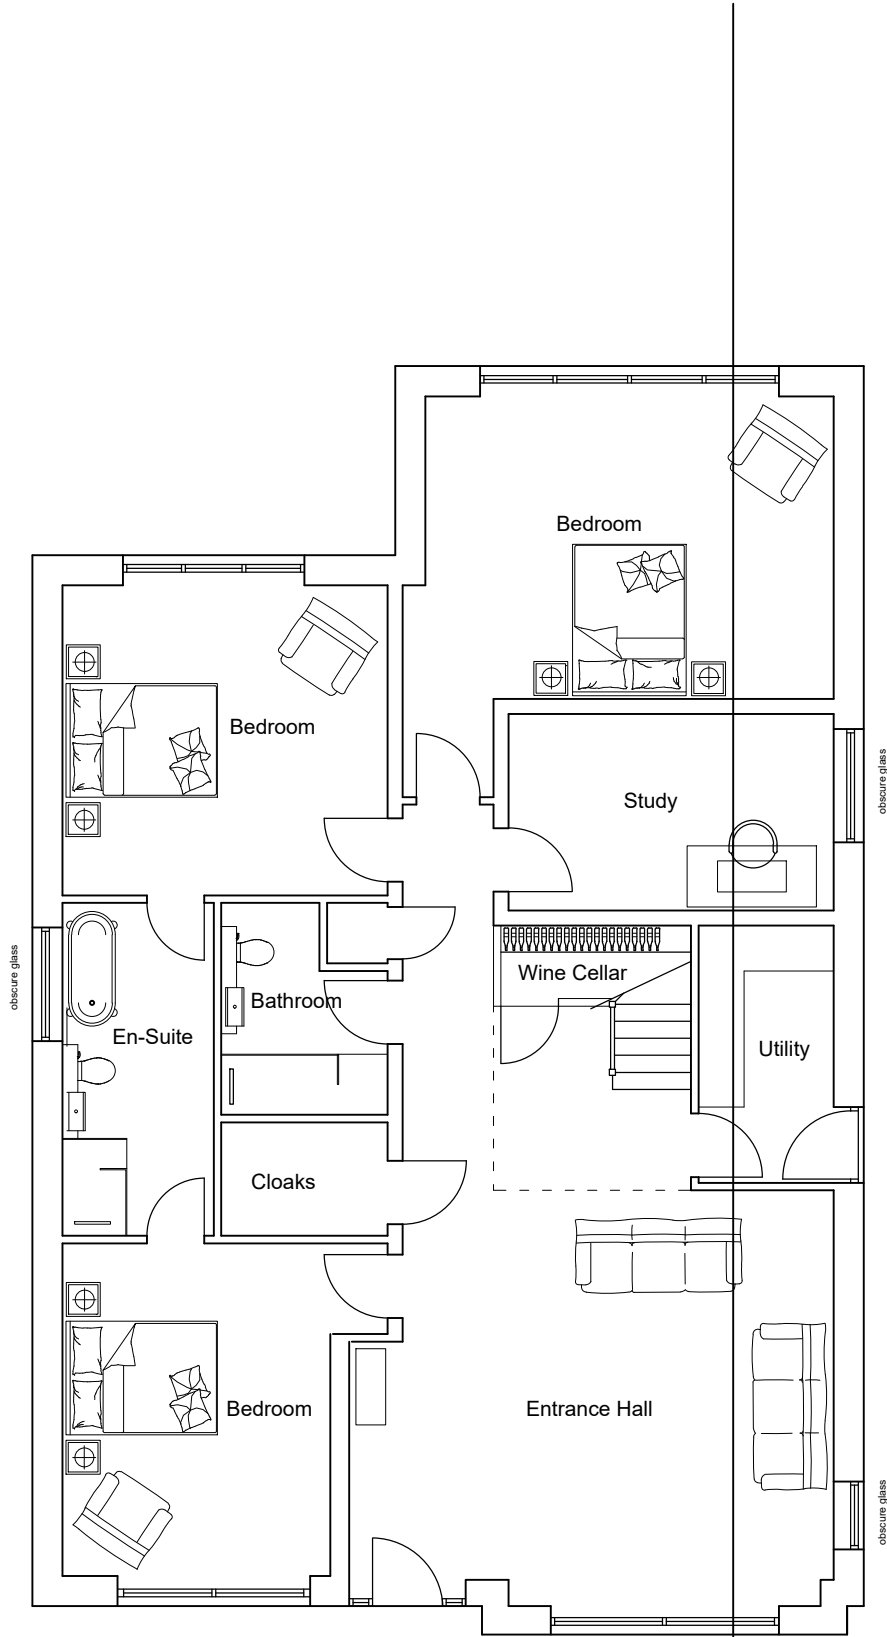 Bedroom
Bedroom
obscure glass
Study
obscure glass
Wine Cellar
Bathroom
En-Suite
Utility
Cloaks
Bedroom
Entrance Hall
obscure glass